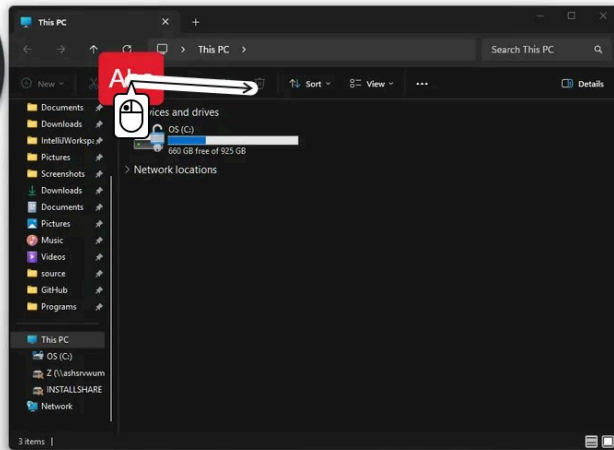 This PC
This PC
Search This PC
New
Sort
View
Details
Documents
Downloads
Pictures
Screenshots
Downloads
Documents
Pictures
Music
Videos
source
GitHub
Programs
This PC
OS (C:)
Z (\\ashsrvwum
INSTALLSHARE
Network
and drives
OS (C:)
660 GB free of 925 GB
Network locations
3 items